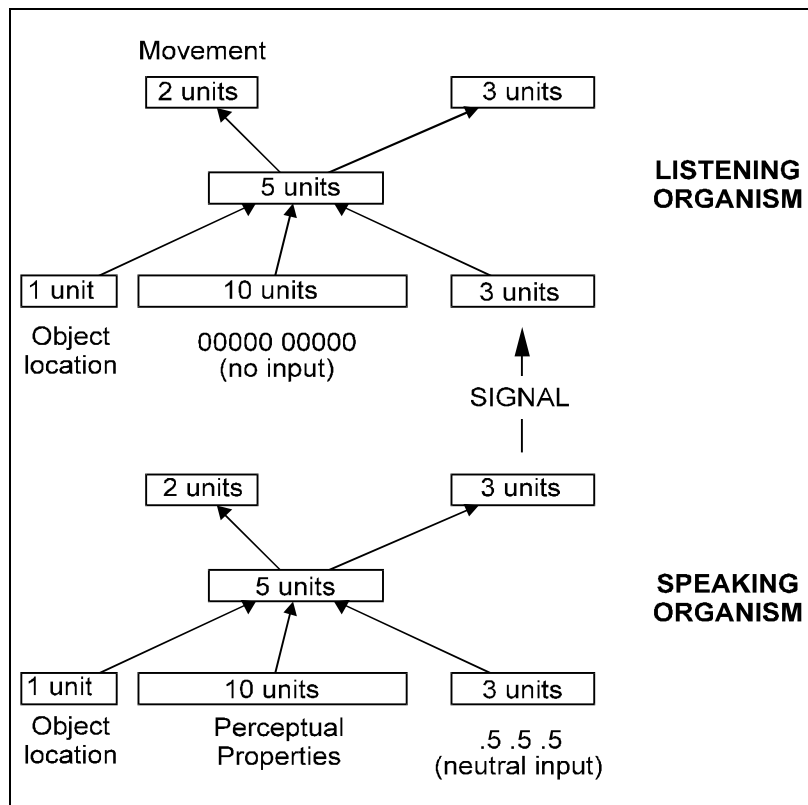 Movement
2 units
3 units
5 units
LISTENING
ORGANISM
1 unit
10 units
3 units
Object
location
00000 00000
(no input)
SIGNAL
2 units
3 units
5 units
SPEAKING
ORGANISM
1 unit
10 units
3 units
Object
location
Perceptual
Properties
.5 .5 .5
(neutral input)